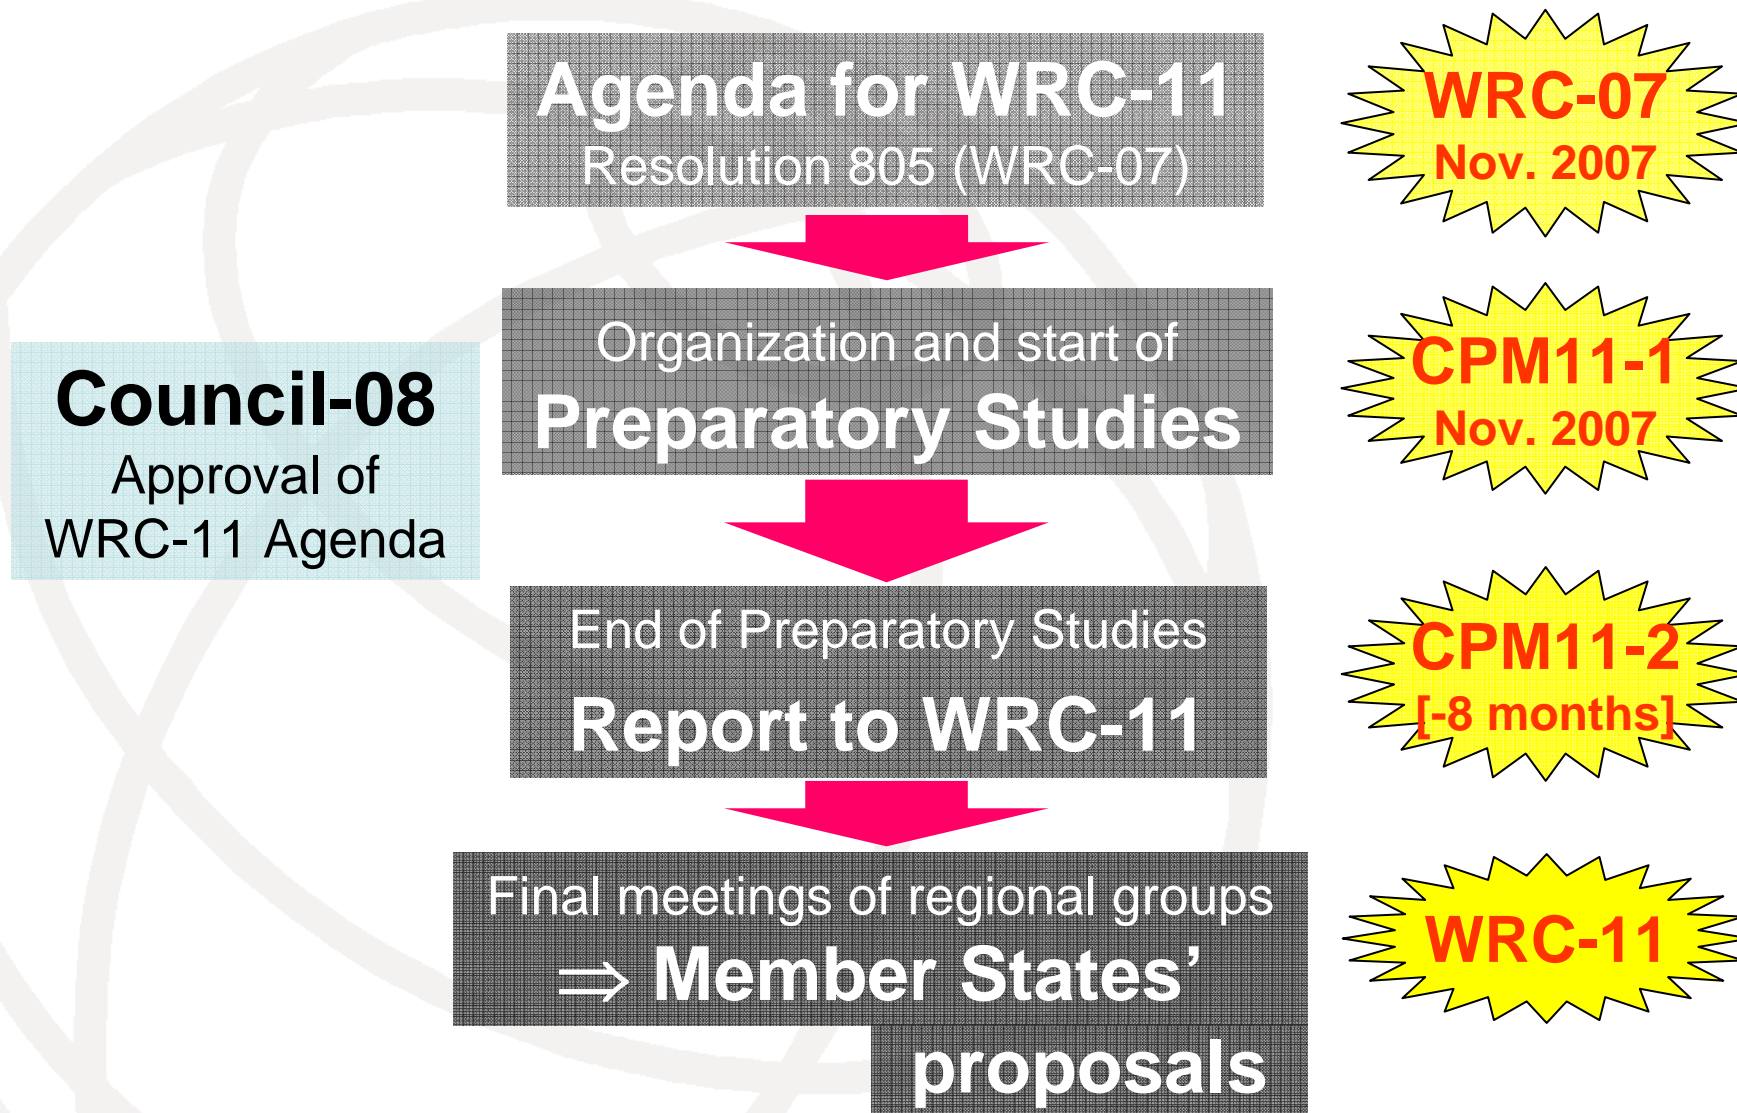 Agenda for WRC-11
Resolution 805 (WRC-07)
WRC-07
Nov. 2007
Organization and start of
Preparatory Studies
CPM11-1
Nov. 2007
Council-08
Approval of
WRC-11 Agenda
End of Preparatory Studies
Report to WRC-11
CPM11-2
[-8 months]
Final meetings of regional groups
⇒ Member States’
proposals
WRC-11